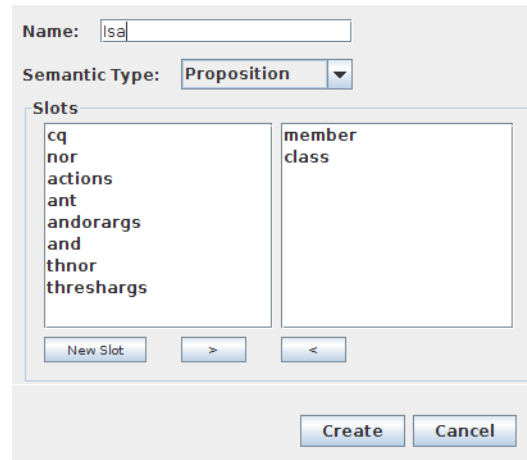 Name: Isa
Semantic Type: Proposition
Slots
cq
nor
actions
ant
andorargs
and
thnor
threshargs
member
class
New Slot > <
Create Cancel